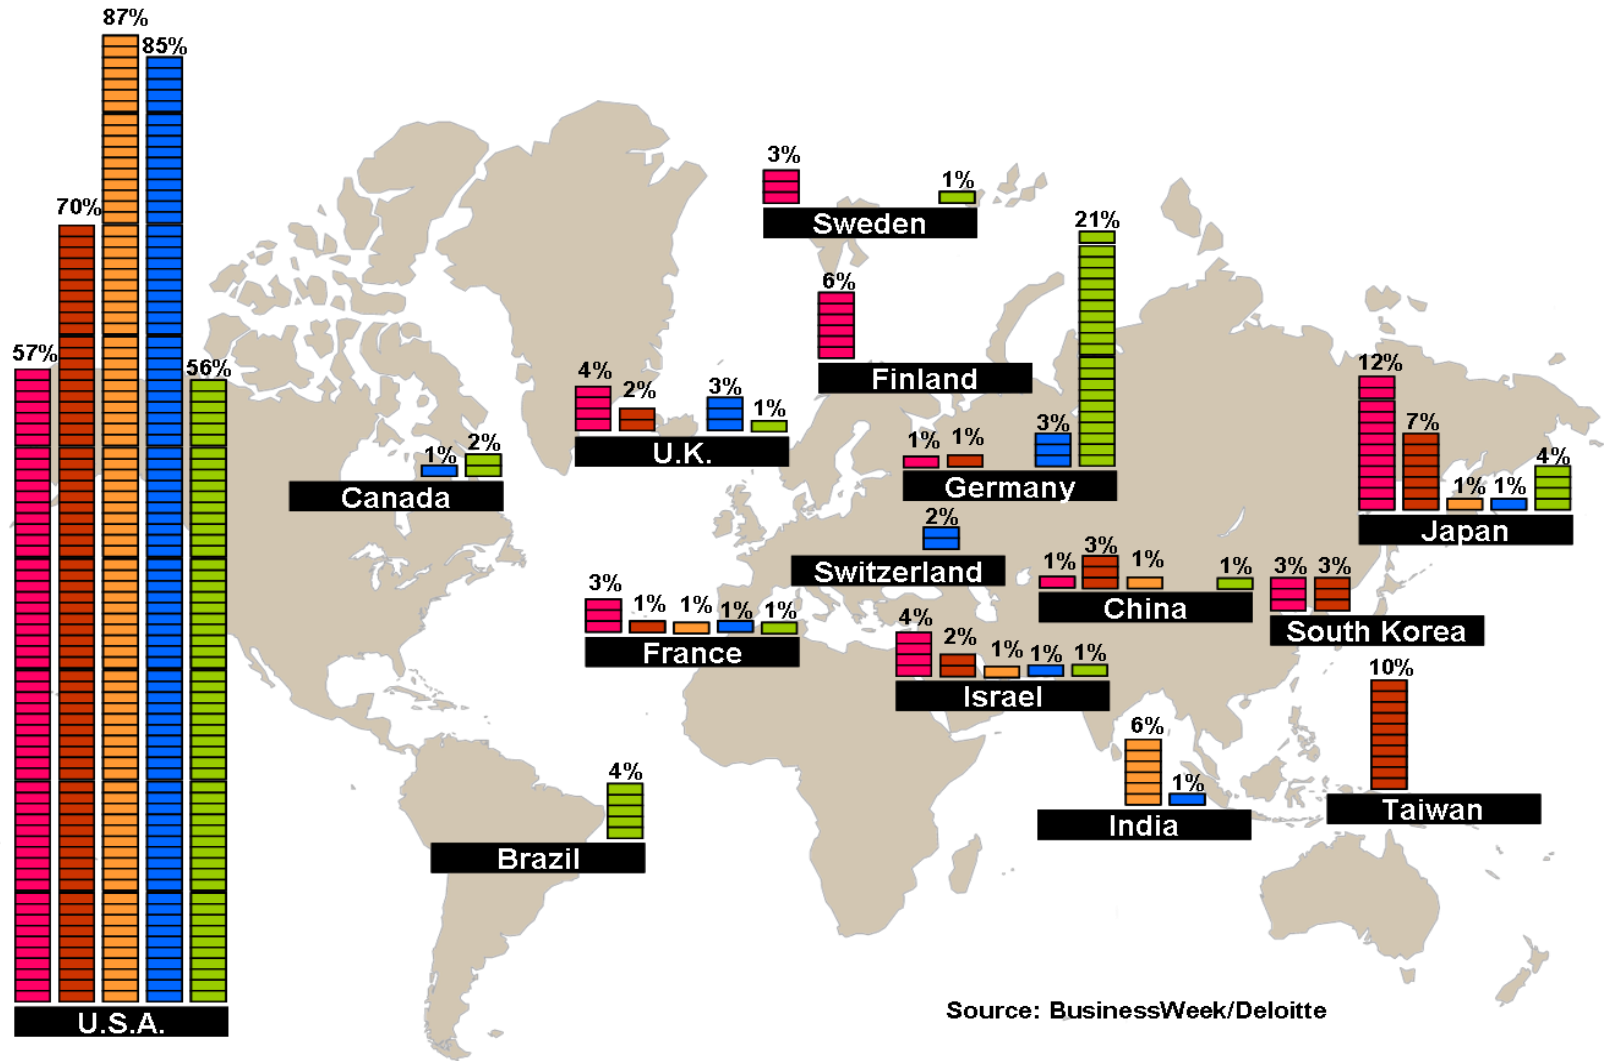 57%
70%
87%
85%
56%
U.S.A.
1%
2%
Canada
4%
Brazil
4%
2%
3%
1%
U.K.
3%
1%
Sweden
6%
Finland
1%
1%
3%
21%
Germany
2%
Switzerland
3%
1%
1%
1%
1%
France
4%
2%
1%
1%
1%
Israel
1%
3%
1%
1%
China
3%
3%
South Korea
12%
7%
1%
1%
4%
Japan
6%
1%
India
10%
Taiwan
Source: BusinessWeek/Deloitte